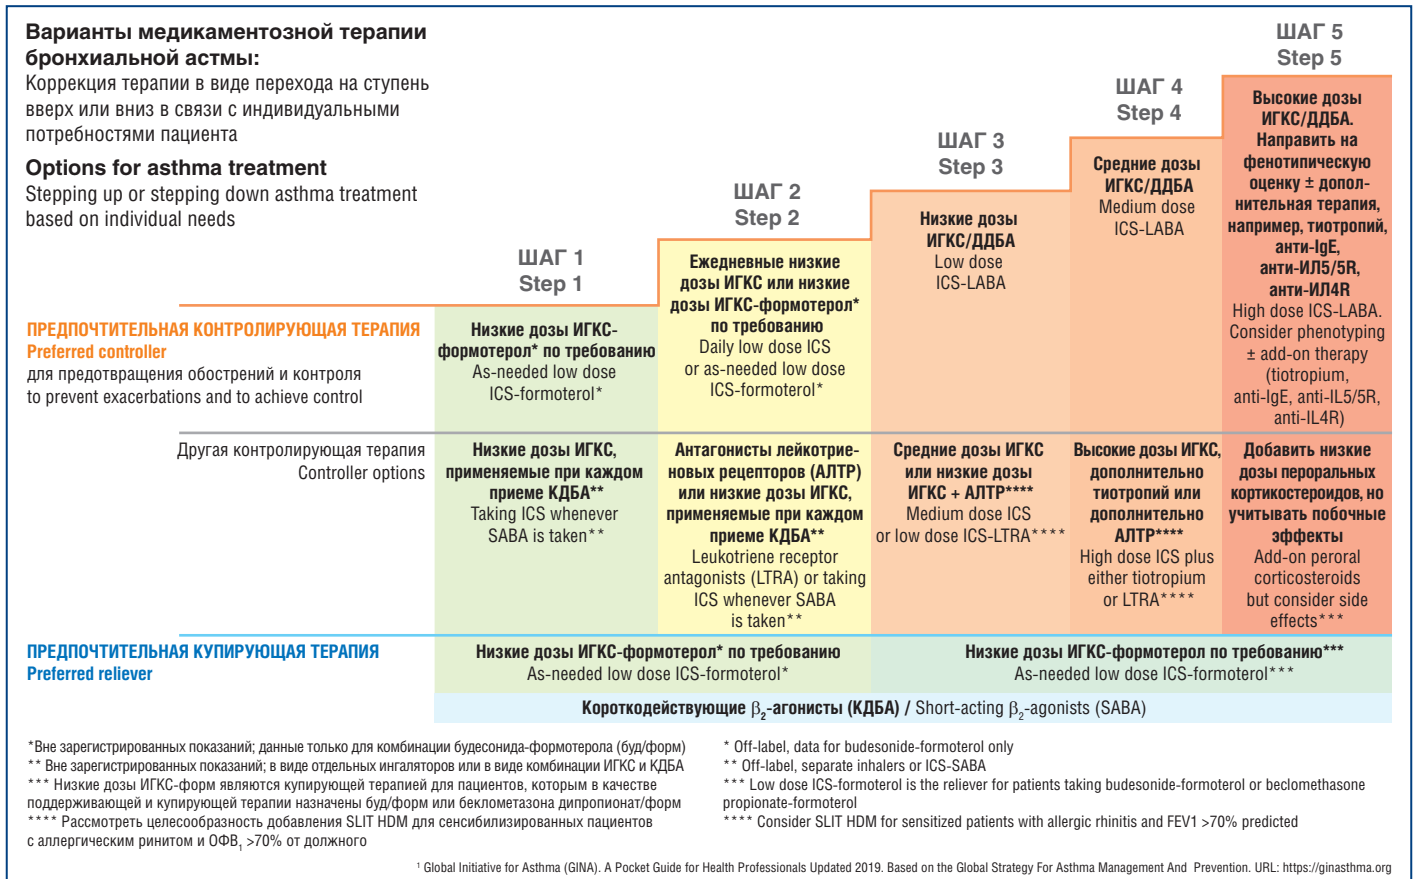 Варианты медикаментозной терапии
бронхиальной астмы:
Коррекция терапии в виде перехода на ступень
вверх или вниз в связи с индивидуальными
потребностями пациента
Options for asthma treatment
Stepping up or stepping down asthma treatment
based on individual needs
ШАГ 1
Step 1
ШАГ 2
Step 2
ШАГ 3
Step 3
ШАГ 4
Step 4
ШАГ 5
Step 5
ПРЕДПОЧТИТЕЛЬНАЯ КОНТРОЛИРУЮЩАЯ ТЕРАПИЯ
Preferred controller
для предотвращения обострений и контроля
to prevent exacerbations and to achieve control
Низкие дозы ИГКС-
формотерол* по требованию
As-needed low dose
ICS-formoterol*
Ежедневные низкие
дозы ИГКС или низкие
дозы ИГКС-формотерол*
по требованию
Daily low dose ICS
or as-needed low dose
ICS-formoterol*
Низкие дозы
ИГКС/ДДБА
Low dose
ICS-LABA
Средние дозы
ИГКС/ДДБА
Medium dose
ICS-LABA
Высокие дозы
ИГКС/ДДБА.
Направить на
фенотипическую
оценку ± допол-
нительная терапия,
например, тиотропий,
анти-IgE,
анти-ИЛ5/5R,
анти-ИЛ4R
High dose ICS-LABA.
Consider phenotyping
± add-on therapy
(tiotropium,
anti-IgE, anti-IL5/5R,
anti-IL4R)
Другая контролирующая терапия
Controller options
Низкие дозы ИГКС,
применяемые при каждом
приеме КДБА**
Taking ICS whenever
SABA is taken**
Антагонисты лейкотрие-
новых рецепторов (АЛТР)
или низкие дозы ИГКС,
применяемые при каждом
приеме КДБА**
Leukotriene receptor
antagonists (LTRA) or taking
ICS whenever SABA
is taken**
Средние дозы ИГКС
или низкие дозы
ИГКС + АЛТР****
Medium dose ICS
or low dose ICS-LTRA****
Высокие дозы ИГКС,
дополнительно
тиотропий или
дополнительно
АЛТР****
High dose ICS plus
either tiotropium
or LTRA****
Добавить низкие
дозы пероральных
кортикостероидов, но
учитывать побочные
эффекты
Add-on peroral
corticosteroids
but consider side
effects***
ПРЕДПОЧТИТЕЛЬНАЯ КУПИРУЮЩАЯ ТЕРАПИЯ
Preferred reliever
Низкие дозы ИГКС-формотерол* по требованию
As-needed low dose ICS-formoterol*
Низкие дозы ИГКС-формотерол по требованию***
As-needed low dose ICS-formoterol***
Короткодействующие β₂-агонисты (КДБА) / Short-acting β₂-agonists (SABA)
*Вне зарегистрированных показаний; данные только для комбинации будесонида-формотерола (буд/форм)
** Вне зарегистрированных показаний; в виде отдельных ингаляторов или в виде комбинации ИГКС и КДБА
*** Низкие дозы ИГКС-форм являются купирующей терапией для пациентов, которым в качестве
поддерживающей и купирующей терапии назначены буд/форм или беклометазона дипропионат/форм
**** Рассмотреть целесообразность добавления SLIT HDM для сенсибилизированных пациентов
с аллергическим ринитом и ОФВ₁ >70% от должного
* Off-label, data for budesonide-formoterol only
** Off-label, separate inhalers or ICS-SABA
*** Low dose ICS-formoterol is the reliever for patients taking budesonide-formoterol or beclomethasone
propionate-formoterol
**** Consider SLIT HDM for sensitized patients with allergic rhinitis and FEV1 >70% predicted
¹ Global Initiative for Asthma (GINA). A Pocket Guide for Health Professionals Updated 2019. Based on the Global Strategy For Asthma Management And Prevention. URL: https://ginasthma.org